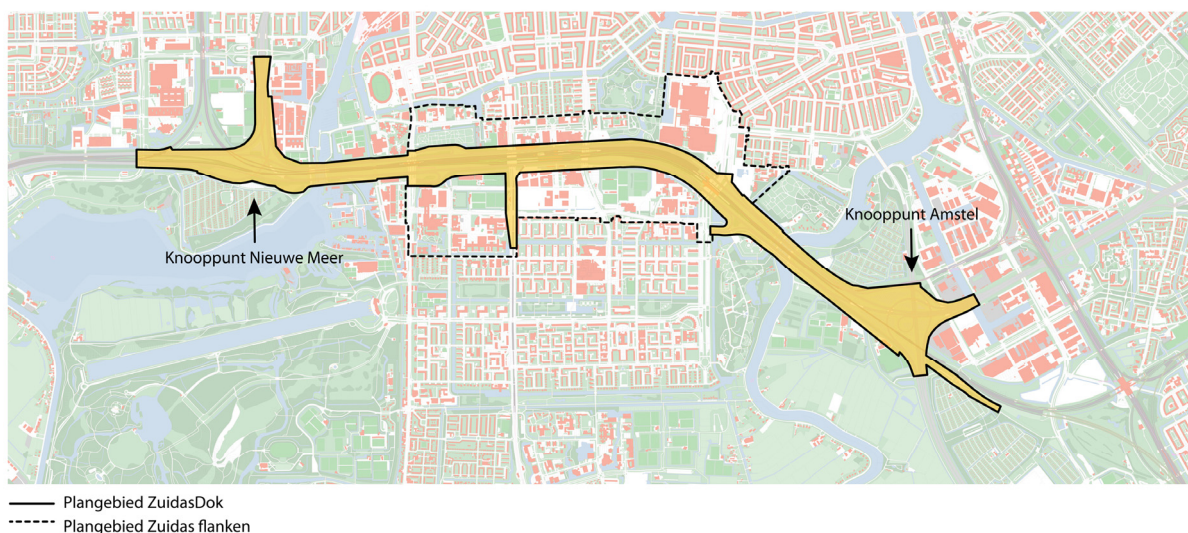 Knooppunt Amstel
Knooppunt Nieuwe Meer
Plangebied ZuidasDok
Plangebied Zuidas flanken